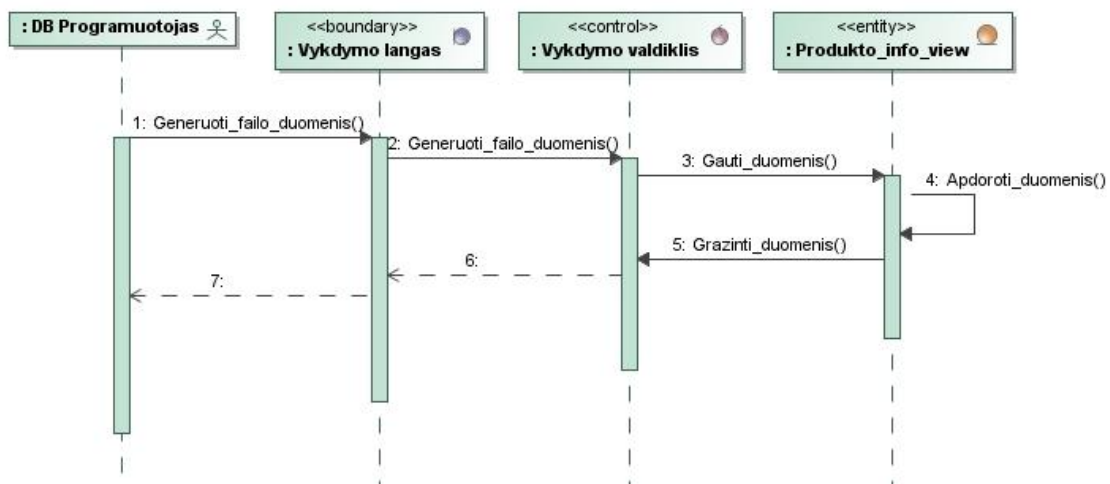 : DB Programuotojas
<<boundary>>
: Vykdymo langas
<<control>>
: Vykdymo valdiklis
<<entity>>
: Produkto_info_view
1: Generuoti_failo_duomenis()
2: Generuoti_failo_duomenis()
3: Gauti_duomenis()
4: Apdoroti_duomenis()
5: Grazinti_duomenis()
6:
7: